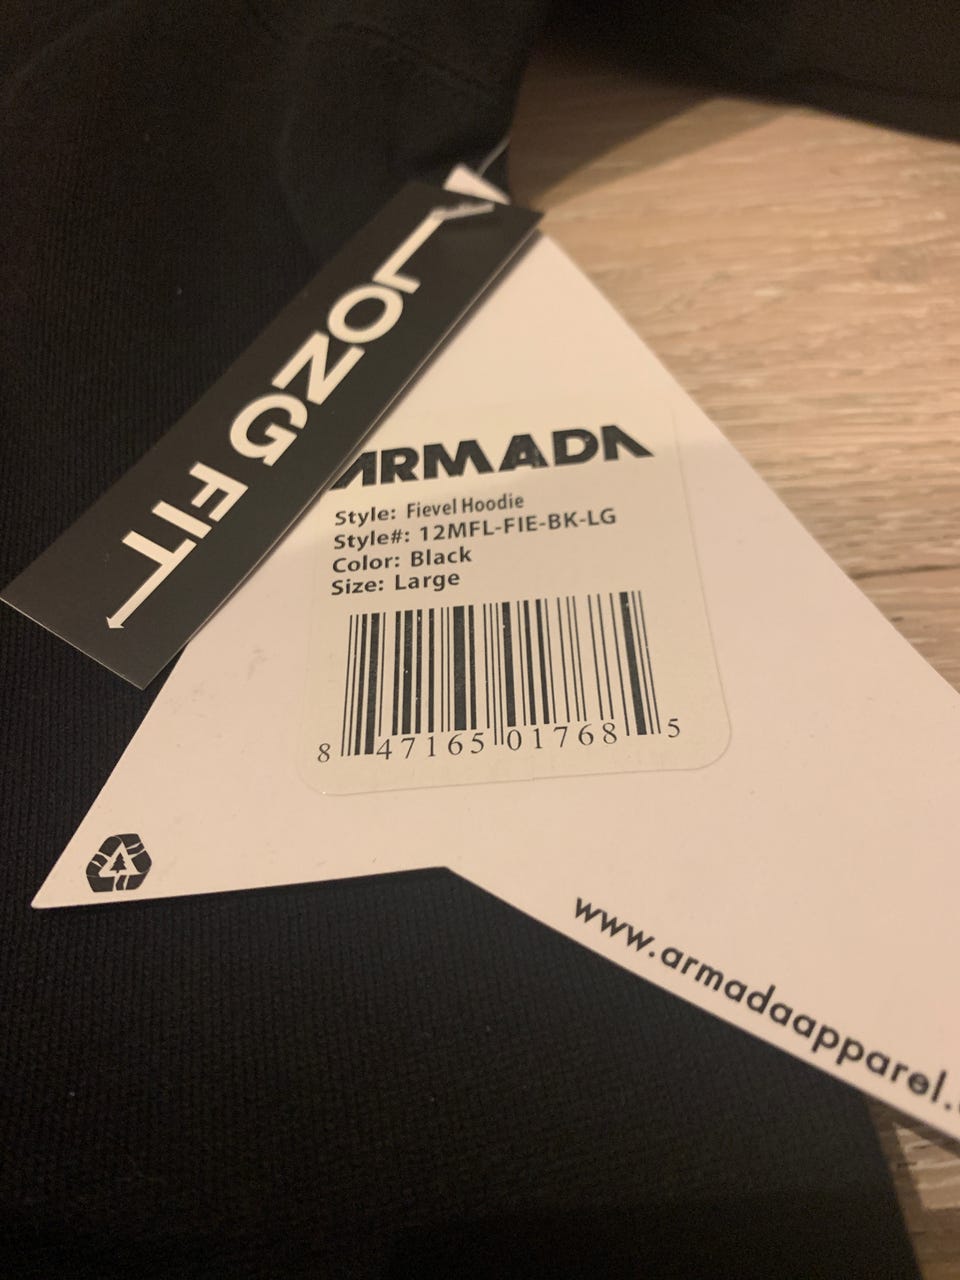 LONG FIT
ARMADA
Style: Fievel Hoodie
Style#: 12MFL-FIE-BK-LG
Color: Black
Size: Large
8 47165 01768 5
www.armadaapparel.